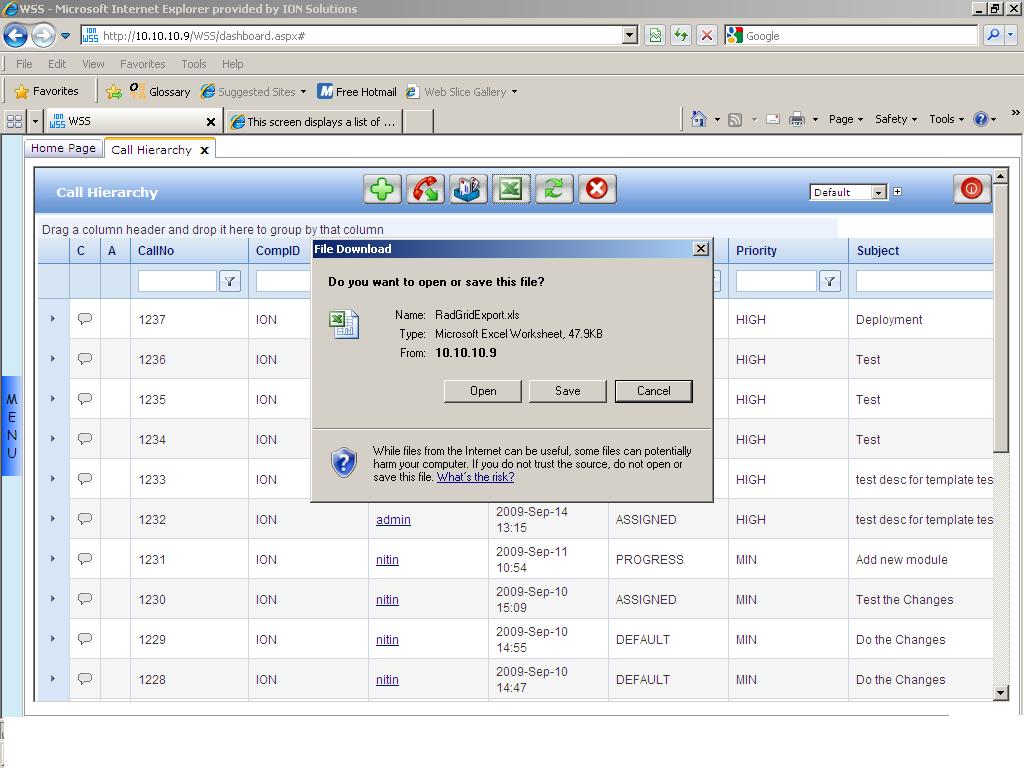 WSS - Microsoft Internet Explorer provided by ION Solutions
ION WSS http://10.10.10.9/WSS/dashboard.aspx# Google
File Edit View Favorites Tools Help
Favorites Glossary Suggested Sites Free Hotmail Web Slice Gallery
ION WSS WSS This screen displays a list of ... Page Safety Tools
Home Page Call Hierarchy
Call Hierarchy Default
Drag a column header and drop it here to group by that column
C A CallNo CompID Priority Subject
File Download
Do you want to open or save this file?
Name: RadGridExport.xls
Type: Microsoft Excel Worksheet, 47.9KB
From: 10.10.10.9
Open Save Cancel
While files from the Internet can be useful, some files can potentially
harm your computer. If you do not trust the source, do not open or
save this file. What's the risk?
MENU
1237 ION HIGH Deployment
1236 ION HIGH Test
1235 ION HIGH Test
1234 ION HIGH Test
1233 ION HIGH test desc for template tes
1232 ION admin 2009-Sep-14 13:15 ASSIGNED HIGH test desc for template tes
1231 ION nitin 2009-Sep-11 10:54 PROGRESS MIN Add new module
1230 ION nitin 2009-Sep-10 15:09 ASSIGNED MIN Test the Changes
1229 ION nitin 2009-Sep-10 14:55 DEFAULT MIN Do the Changes
1228 ION nitin 2009-Sep-10 14:47 DEFAULT MIN Do the Changes